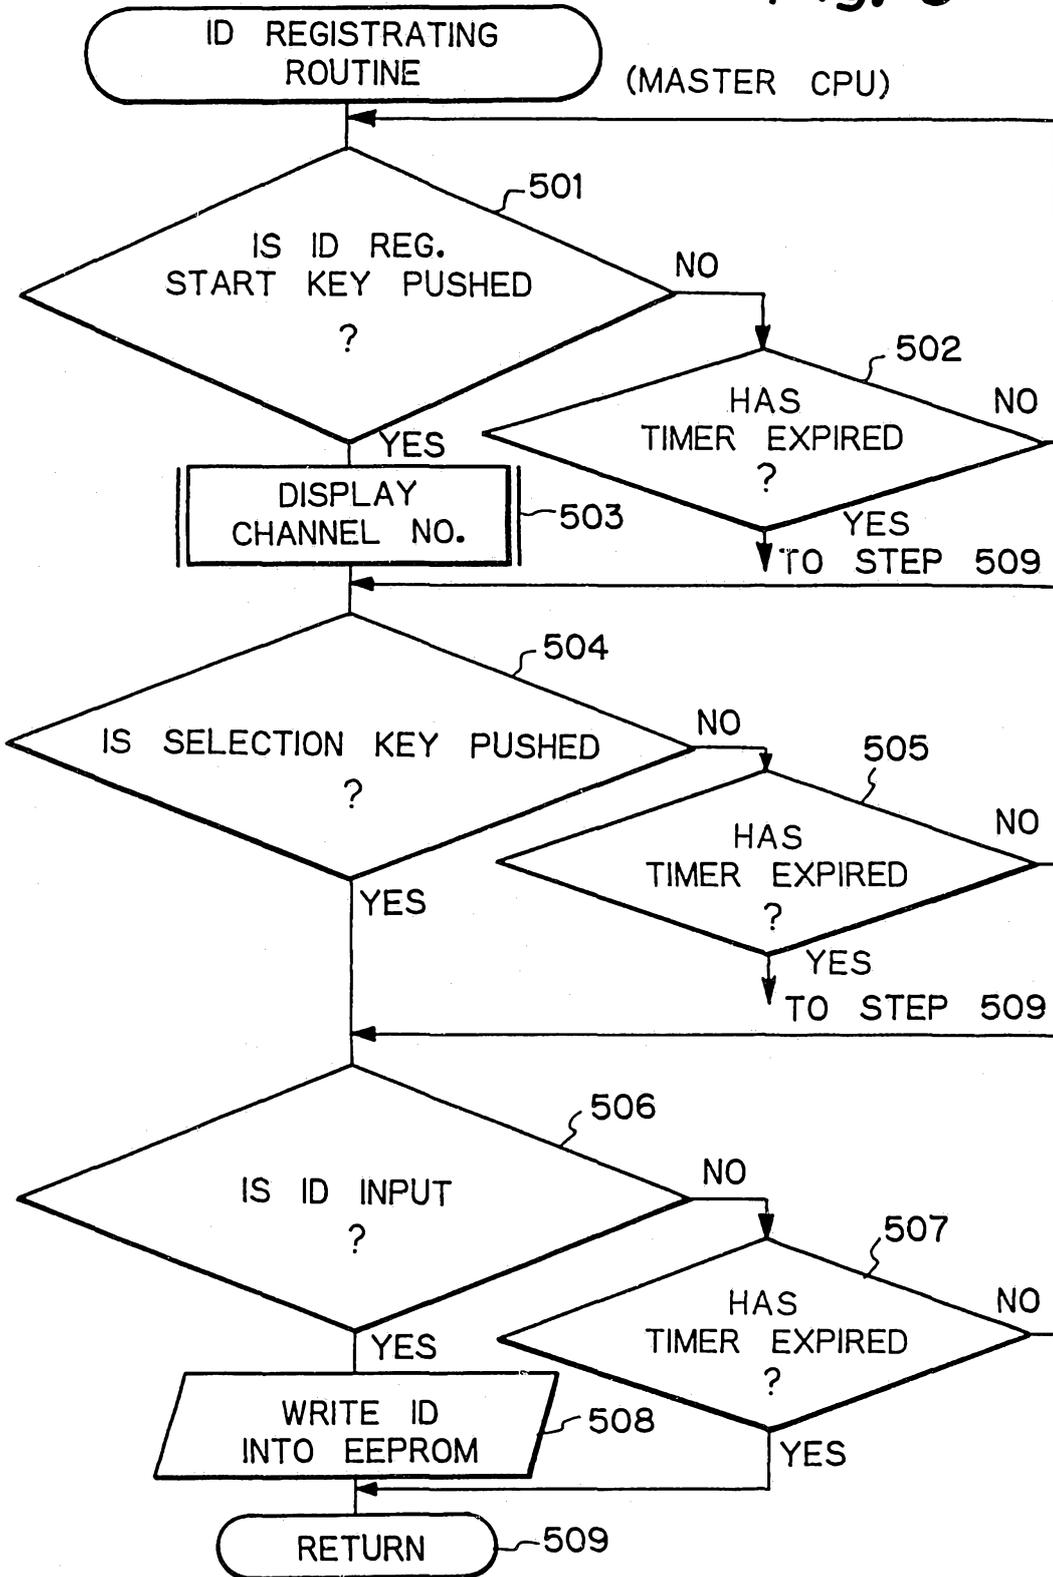 ID REGISTRATING
ROUTINE
(MASTER CPU)
501
IS ID REG.
START KEY PUSHED
?
NO
502
HAS
TIMER EXPIRED
?
NO
YES
YES
TO STEP 509
DISPLAY
CHANNEL NO.
503
504
IS SELECTION KEY PUSHED
?
NO
505
HAS
TIMER EXPIRED
?
NO
YES
YES
TO STEP 509
506
IS ID INPUT
?
NO
507
HAS
TIMER EXPIRED
?
NO
YES
YES
WRITE ID
INTO EEPROM
508
RETURN
509